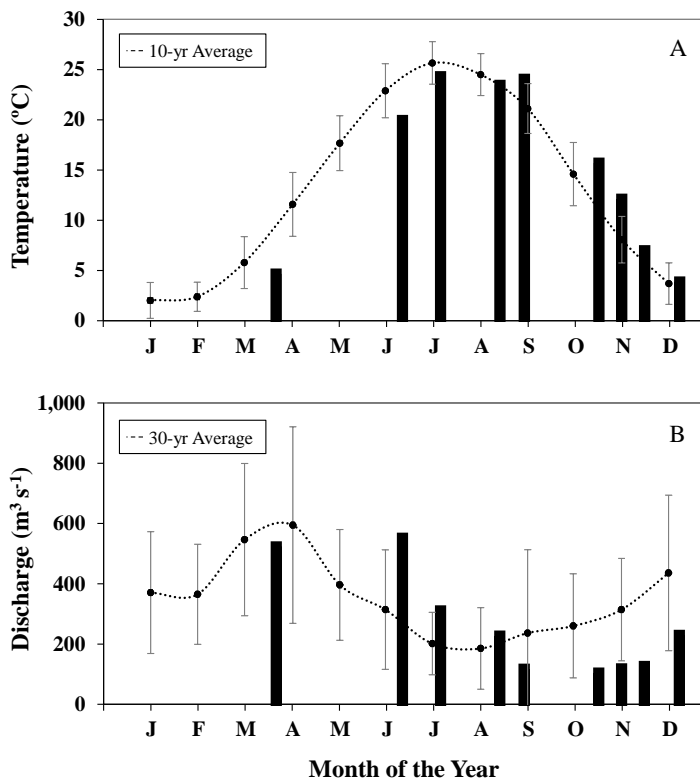 30
25
20
15
10
5
0
Temperature (ºC)
10-yr Average
A
J F M A M J J A S O N D
1,000
800
600
400
200
0
Discharge (m³ s⁻¹)
30-yr Average
B
J F M A M J J A S O N D
Month of the Year